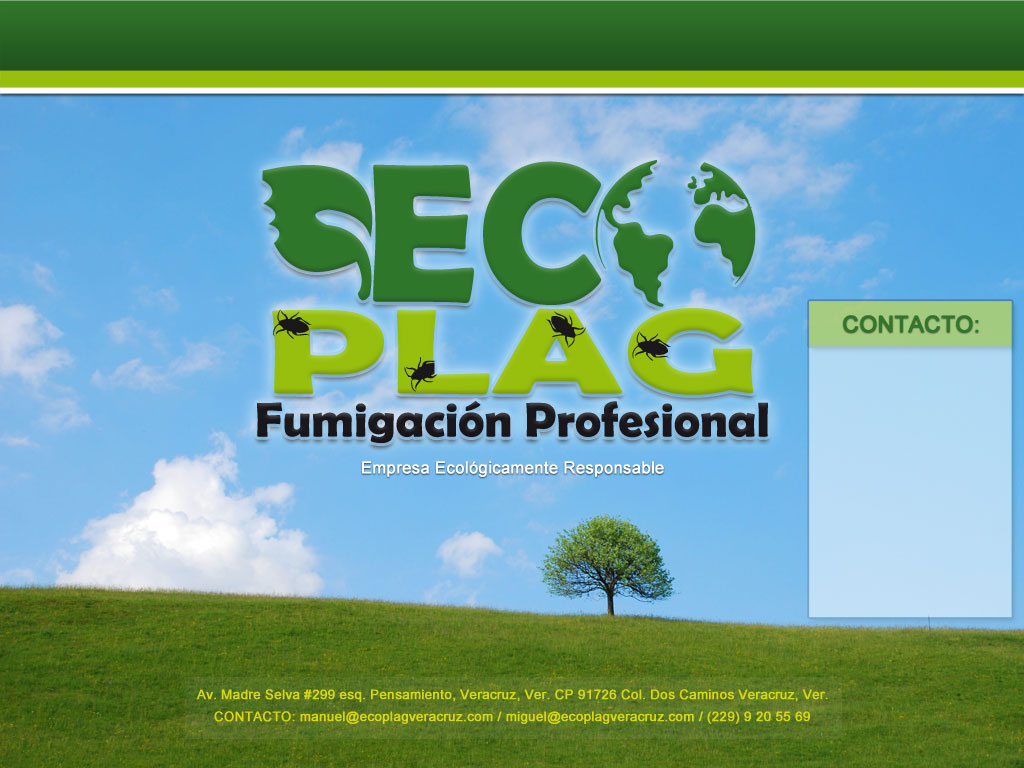 ECO
PLAG
Fumigación Profesional
Empresa Ecológicamente Responsable
CONTACTO:
Av. Madre Selva #299 esq. Pensamiento, Veracruz, Ver. CP 91726 Col. Dos Caminos Veracruz, Ver.
CONTACTO: manuel@ecoplagveracruz.com / miguel@ecoplagveracruz.com / (229) 9 20 55 69